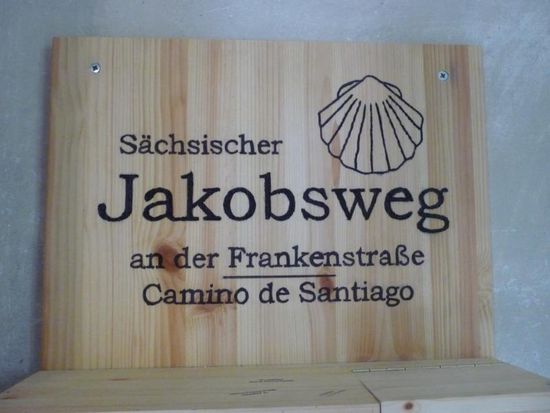 Sächsischer
Jakobsweg
an der Frankenstraße
Camino de Santiago